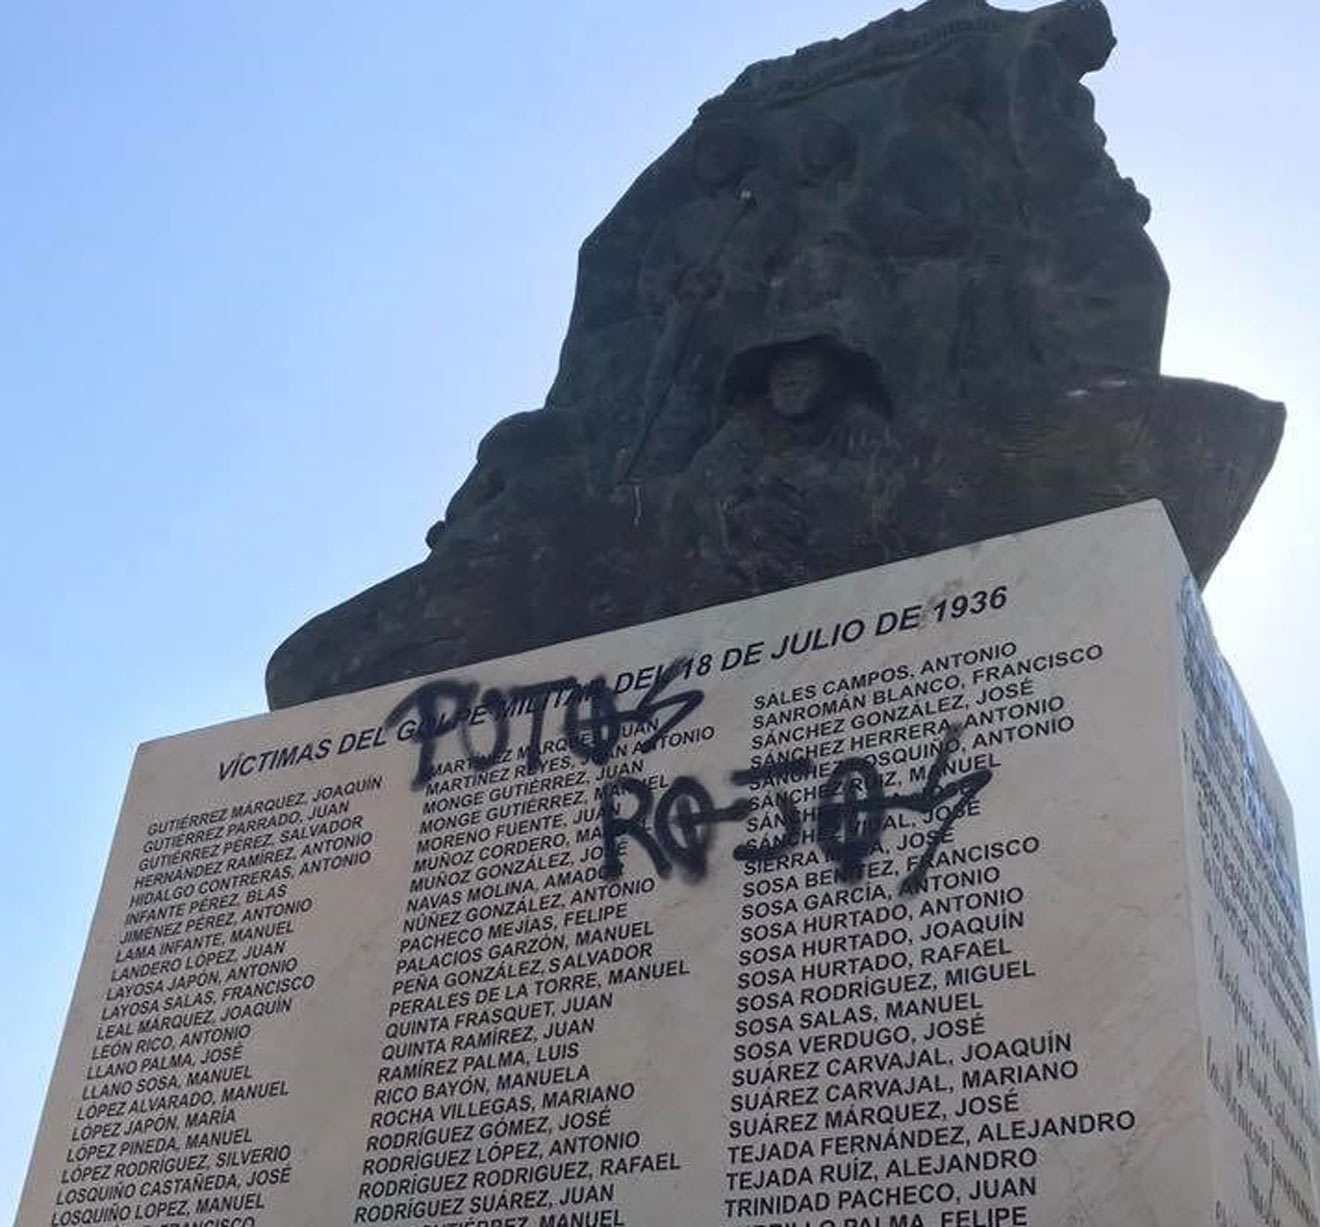 VÍCTIMAS DEL GOLPE MILITAR DEL 18 DE JULIO DE 1936
POTOS
ROJOS
GUTIÉRREZ MÁRQUEZ, JOAQUÍN
GUTIÉRREZ PARRADO, JUAN
GUTIÉRREZ PÉREZ, SALVADOR
HERNÁNDEZ RAMÍREZ, ANTONIO
HIDALGO CONTRERAS, ANTONIO
INFANTE PÉREZ, BLAS
JIMÉNEZ PÉREZ, ANTONIO
LAMA INFANTE, MANUEL
LANDERO LÓPEZ, JUAN
LAYOSA JAPÓN, ANTONIO
LAYOSA SALAS, FRANCISCO
LEAL MÁRQUEZ, JOAQUÍN
LEÓN RICO, ANTONIO
LLANO PALMA, JOSÉ
LLANO SOSA, MANUEL
LÓPEZ ALVARADO, MANUEL
LÓPEZ JAPÓN, MARÍA
LÓPEZ PINEDA, MANUEL
LÓPEZ RODRÍGUEZ, SILVERIO
LOSQUIÑO CASTAÑEDA, JOSÉ
LOSQUIÑO LÓPEZ, MANUEL
FRANCISCO
MARTÍNEZ MÁRQUEZ, JUAN
MARTÍNEZ REYES, JUAN ANTONIO
MONGE GUTIÉRREZ, JUAN
MONGE GUTIÉRREZ, MANUEL
MORENO FUENTE, JUAN
MUÑOZ CORDERO,
MUÑOZ GONZÁLEZ, JOSÉ
NAVAS MOLINA, AMADOR
NÚÑEZ GONZÁLEZ, ANTONIO
PACHECO MEJÍAS, FELIPE
PALACIOS GARZÓN, MANUEL
PEÑA GONZÁLEZ, SALVADOR
PERALES DE LA TORRE, MANUEL
QUINTA FRASQUET, JUAN
QUINTA RAMÍREZ, JUAN
RAMÍREZ PALMA, LUIS
RICO BAYÓN, MANUELA
ROCHA VILLEGAS, MARIANO
RODRÍGUEZ GÓMEZ, JOSÉ
RODRÍGUEZ LÓPEZ, ANTONIO
RODRÍGUEZ RODRIGUEZ, RAFAEL
RODRÍGUEZ SUÁREZ, JUAN
GUTIÉRREZ, MANUEL
SALES CAMPOS, ANTONIO
SANROMÁN BLANCO, FRANCISCO
SÁNCHEZ GONZÁLEZ, JOSÉ
SÁNCHEZ HERRERA, ANTONIO
SÁNCHEZ LOSQUIÑO, ANTONIO
SÁNCHEZ RUIZ, MANUEL
SÁNCHEZ JOSÉ
SIERRA JOSÉ
SOSA BENÍTEZ, FRANCISCO
SOSA GARCÍA, ANTONIO
SOSA HURTADO, ANTONIO
SOSA HURTADO, JOAQUÍN
SOSA HURTADO, RAFAEL
SOSA RODRÍGUEZ, MIGUEL
SOSA SALAS, MANUEL
SOSA VERDUGO, JOSÉ
SUÁREZ CARVAJAL, JOAQUÍN
SUÁREZ CARVAJAL, MARIANO
SUÁREZ MÁRQUEZ, JOSÉ
TEJADA FERNÁNDEZ, ALEJANDRO
TEJADA RUÍZ, ALEJANDRO
TRINIDAD PACHECO, JUAN
PALMA, FELIPE